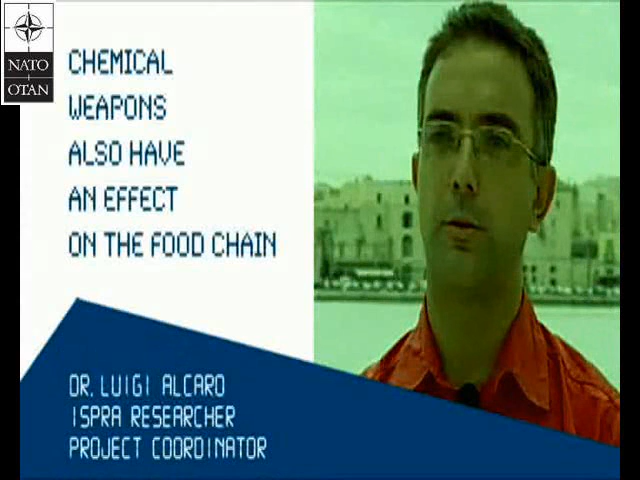 NATO
OTAN
CHEMICAL
WEAPONS
ALSO HAVE
AN EFFECT
ON THE FOOD CHAIN
DR. LUIGI ALCARO
ISPRA RESEARCHER
PROJECT COORDINATOR